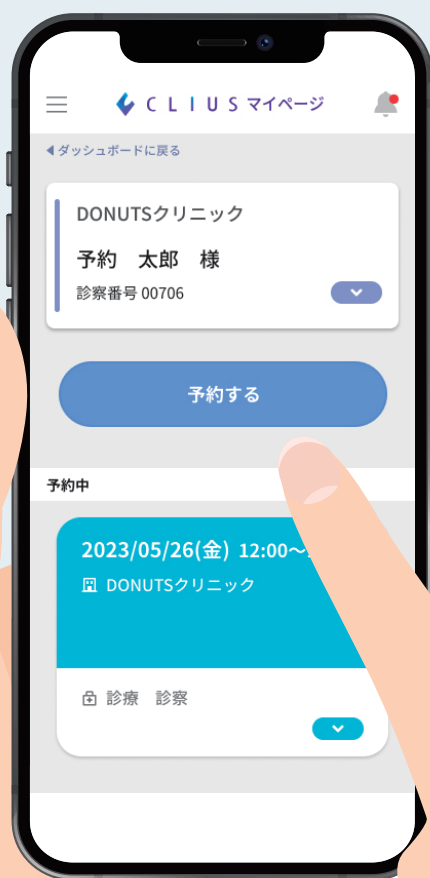 CLIUS マイページ
◀ダッシュボードに戻る
DONUTSクリニック
予約 太郎 様
診察番号 00706
予約する
予約中
2023/05/26(金) 12:00〜
DONUTSクリニック
診療 診察